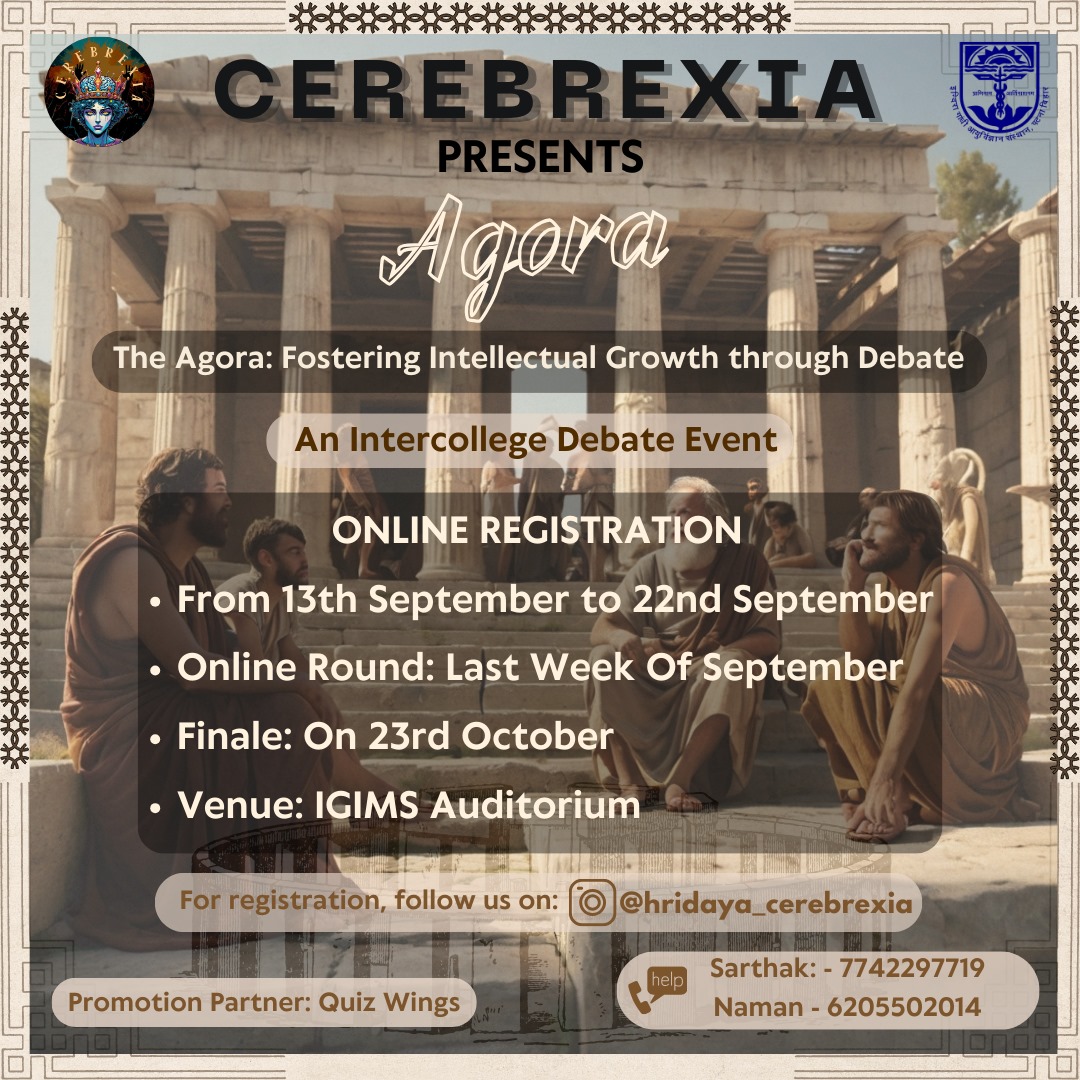 CEREBREXIA
CEREBREXIA
PRESENTS
Agora
The Agora: Fostering Intellectual Growth through Debate
An Intercollege Debate Event
ONLINE REGISTRATION
• From 13th September to 22nd September
• Online Round: Last Week Of September
• Finale: On 23rd October
• Venue: IGIMS Auditorium
For registration, follow us on: @hridaya_cerebrexia
help
Sarthak: - 7742297719
Naman - 6205502014
Promotion Partner: Quiz Wings